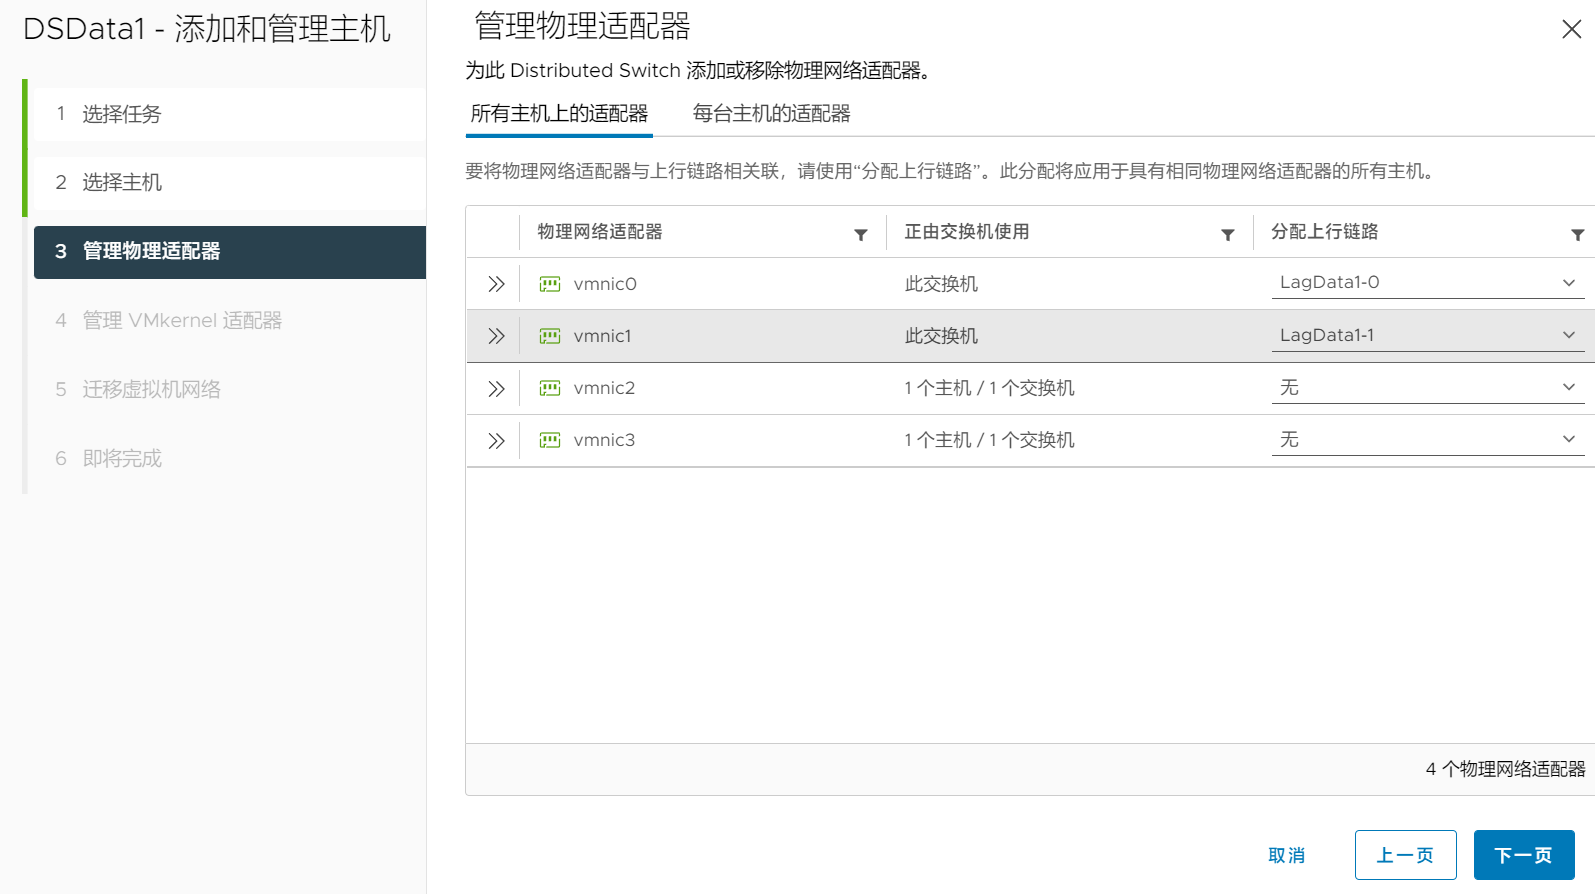 DSData1 - 添加和管理主机
1 选择任务
2 选择主机
3 管理物理适配器
4 管理 VMkernel 适配器
5 迁移虚拟机网络
6 即将完成
管理物理适配器
为此 Distributed Switch 添加或移除物理网络适配器。
所有主机上的适配器 每台主机的适配器
要将物理网络适配器与上行链路相关联，请使用“分配上行链路”。此分配将应用于具有相同物理网络适配器的所有主机。
物理网络适配器 正由交换机使用 分配上行链路
vmnic0 此交换机 LagData1-0
vmnic1 此交换机 LagData1-1
vmnic2 1 个主机 / 1 个交换机 无
vmnic3 1 个主机 / 1 个交换机 无
4 个物理网络适配器
取消 上一页 下一页